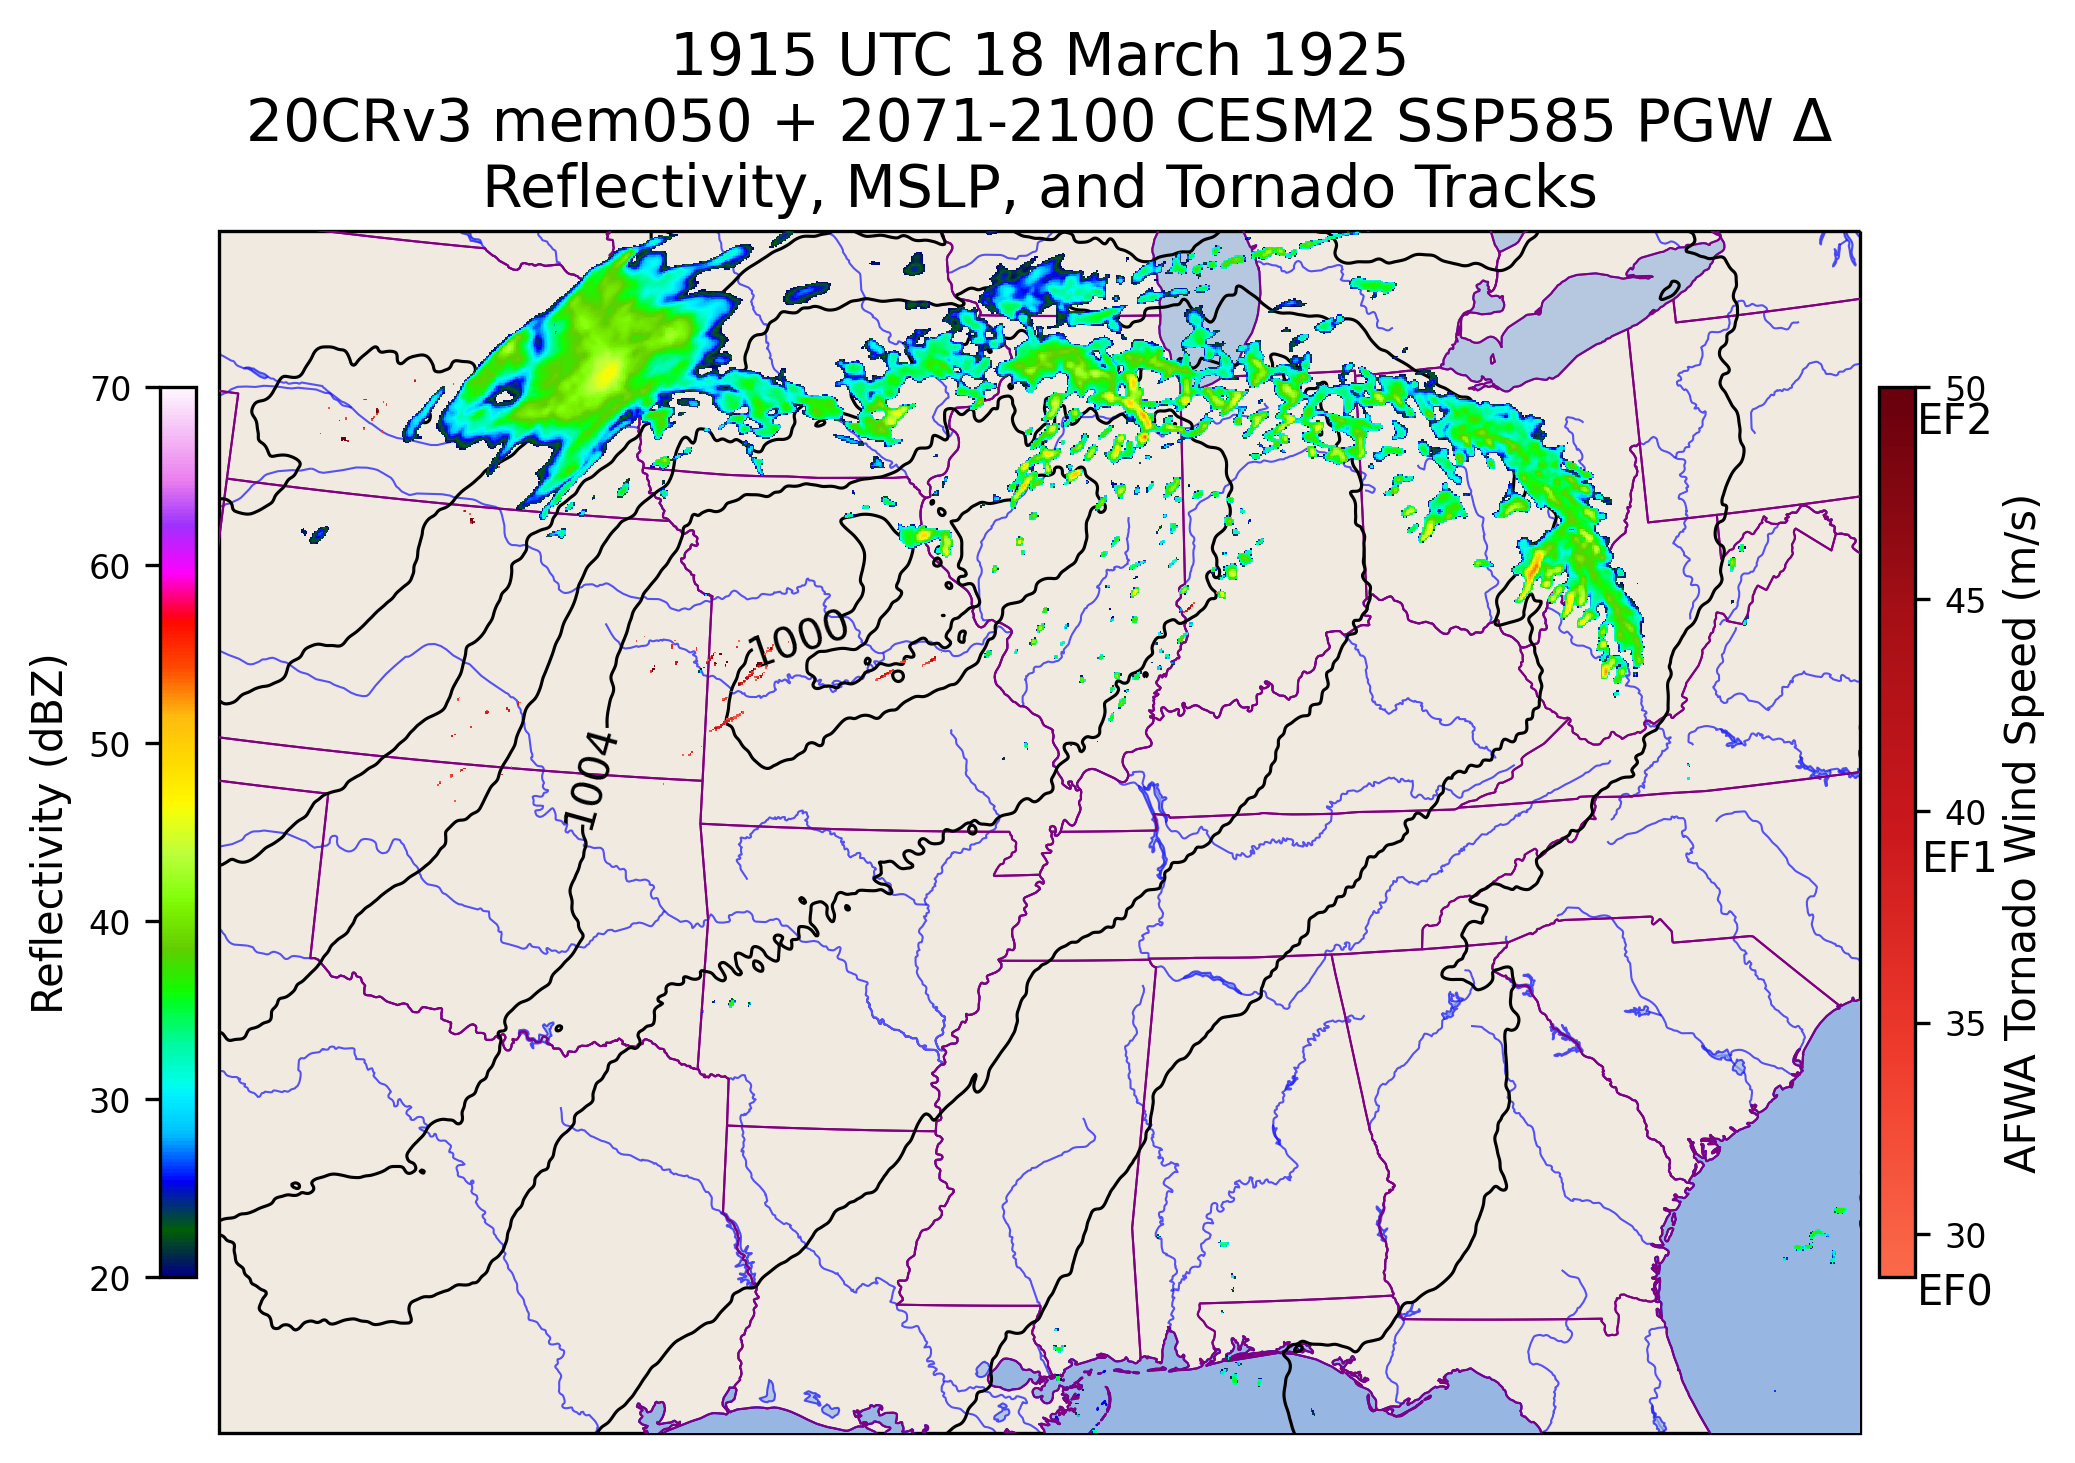 1915 UTC 18 March 1925
20CRv3 mem050 + 2071-2100 CESM2 SSP585 PGW Δ
Reflectivity, MSLP, and Tornado Tracks
Reflectivity (dBZ)
70
60
50
40
30
20
1000
1004
50
EF2
45
40
EF1
35
30
EF0
AFWA Tornado Wind Speed (m/s)